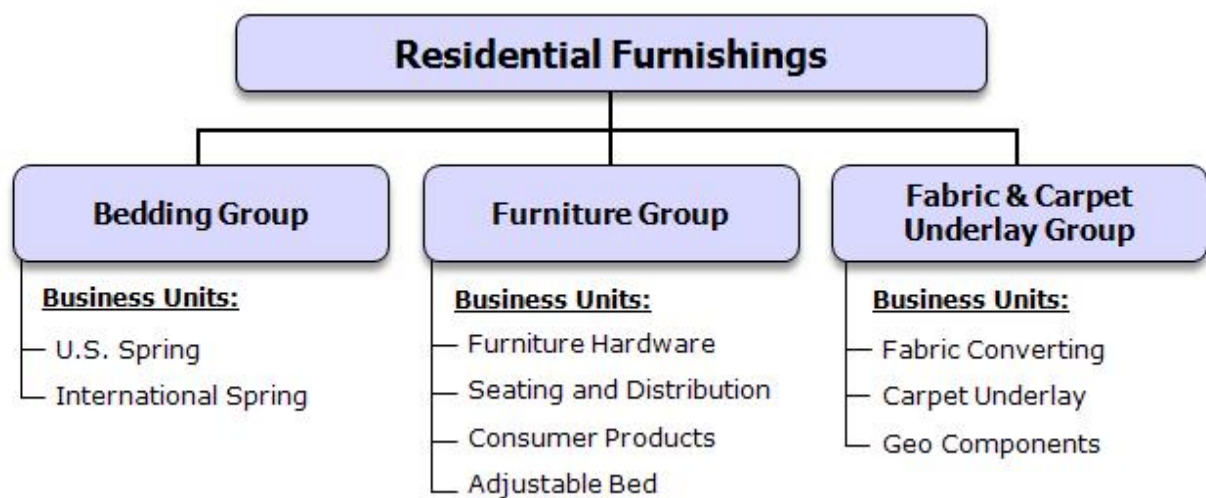 Residential Furnishings
Bedding Group
Business Units:
U.S. Spring
International Spring
Furniture Group
Business Units:
Furniture Hardware
Seating and Distribution
Consumer Products
Adjustable Bed
Fabric & Carpet
Underlay Group
Business Units:
Fabric Converting
Carpet Underlay
Geo Components